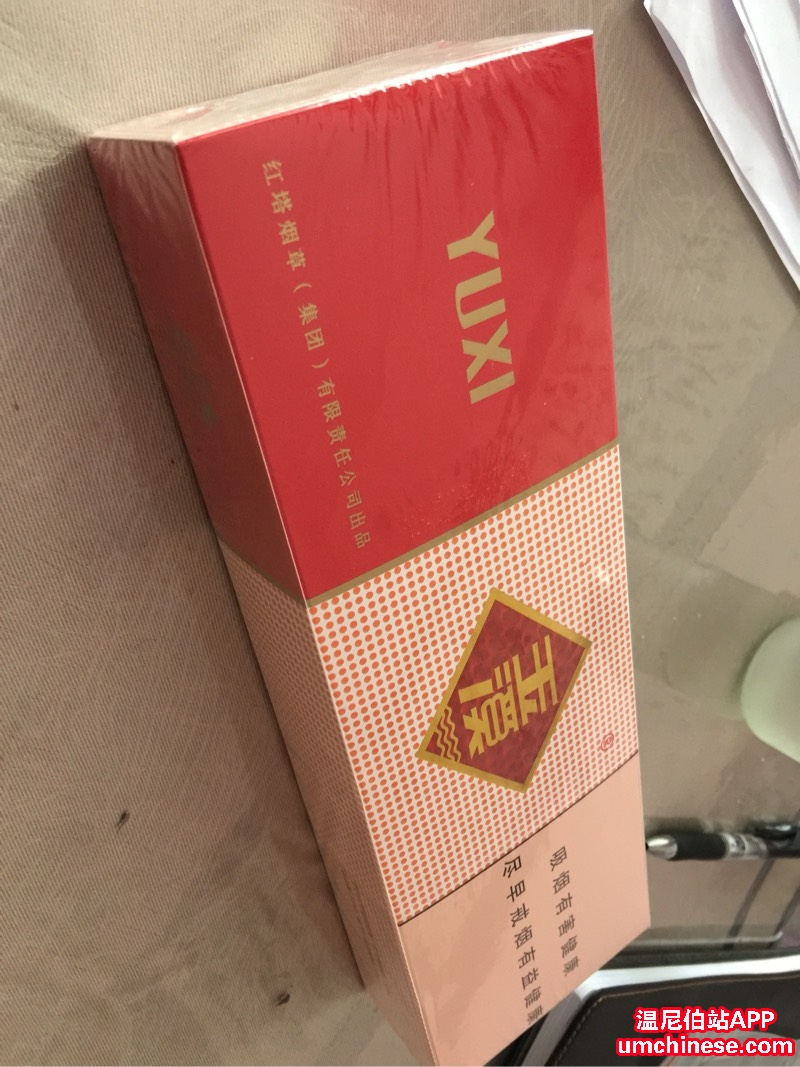 YUXI
红塔烟草(集团)有限责任公司出品
玉溪
®
吸烟有害健康
尽早戒烟有益健康
温尼伯站APP
umchinese.com